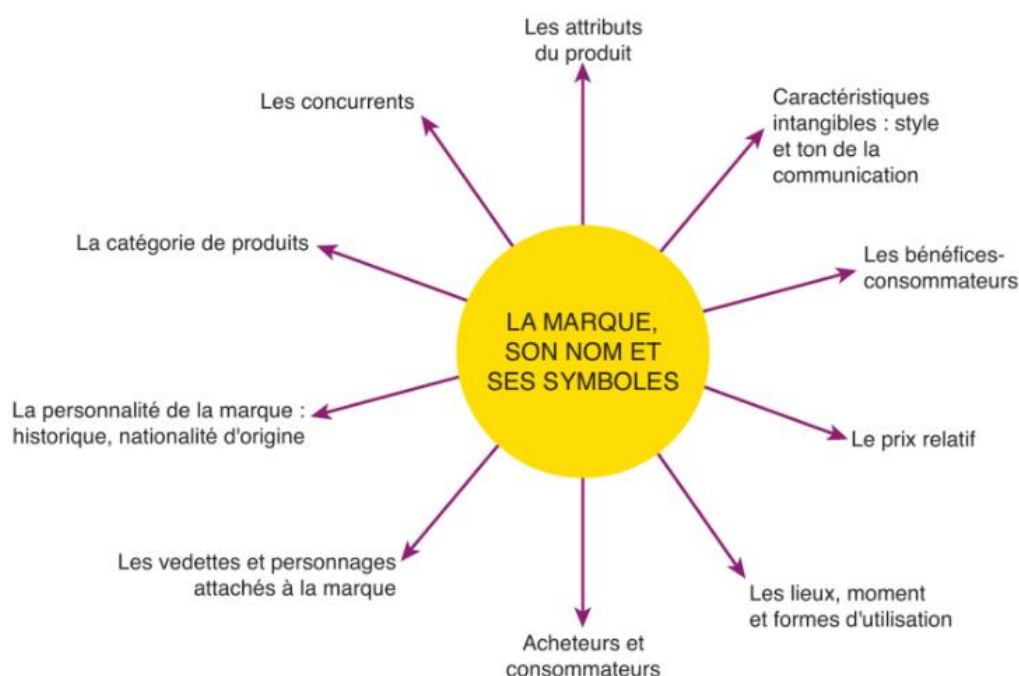 Les attributs
du produit
Caractéristiques
intangibles : style
et ton de la
communication
Les bénéfices-
consommateurs
Le prix relatif
Les lieux, moment
et formes d'utilisation
Acheteurs et
consommateurs
Les vedettes et personnages
attachés à la marque
La personnalité de la marque :
historique, nationalité d'origine
La catégorie de produits
Les concurrents
LA MARQUE,
SON NOM ET
SES SYMBOLES